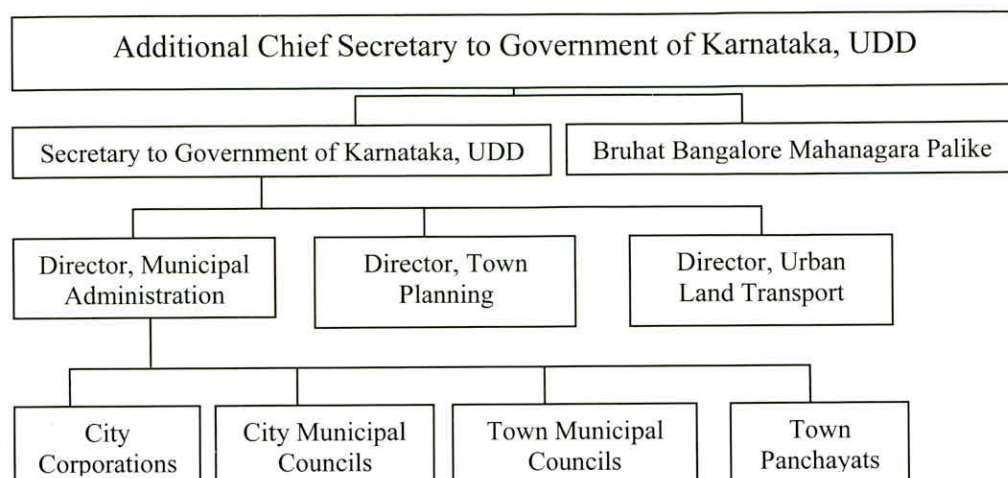 Additional Chief Secretary to Government of Karnataka, UDD
Secretary to Government of Karnataka, UDD
Bruhat Bangalore Mahanagara Palike
Director, Municipal
Administration
Director, Town
Planning
Director, Urban
Land Transport
City
Corporations
City Municipal
Councils
Town Municipal
Councils
Town
Panchayats